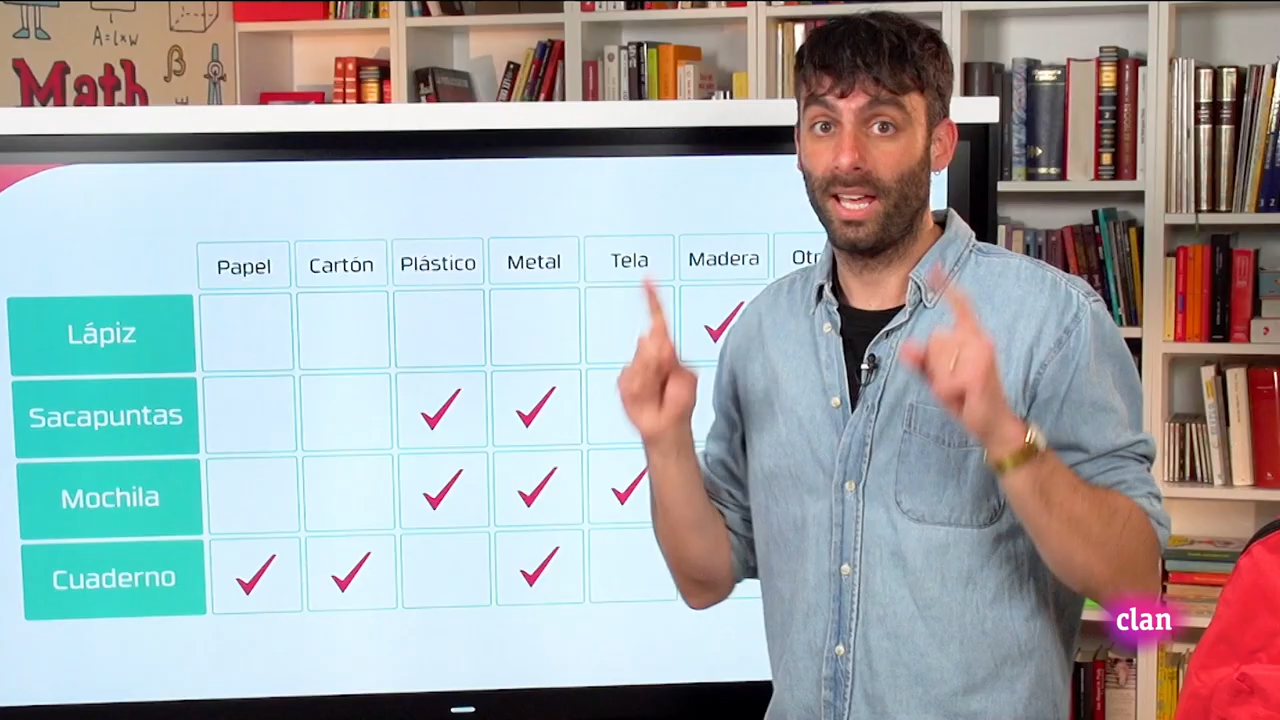 A=L×W
β
Math
Papel
Cartón
Plástico
Metal
Tela
Madera
Lápiz
Sacapuntas
Mochila
Cuaderno
clan